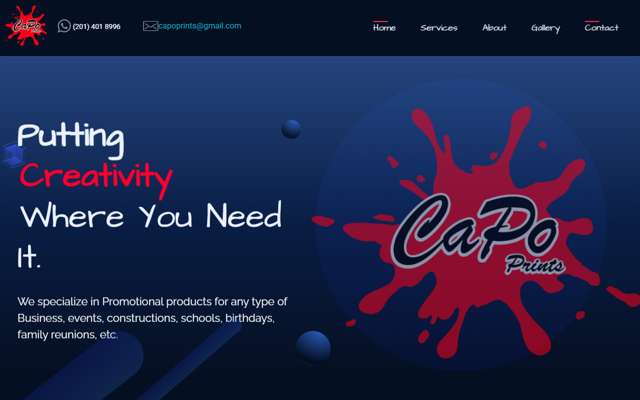 CaPo
(201) 401 8996
capoprints@gmail.com
Home
Services
About
Gallery
Contact
Putting
Creativity
Where You Need
It.
We specialize in Promotional products for any type of
Business, events, constructions, schools, birthdays,
family reunions, etc.
CaPo
Prints